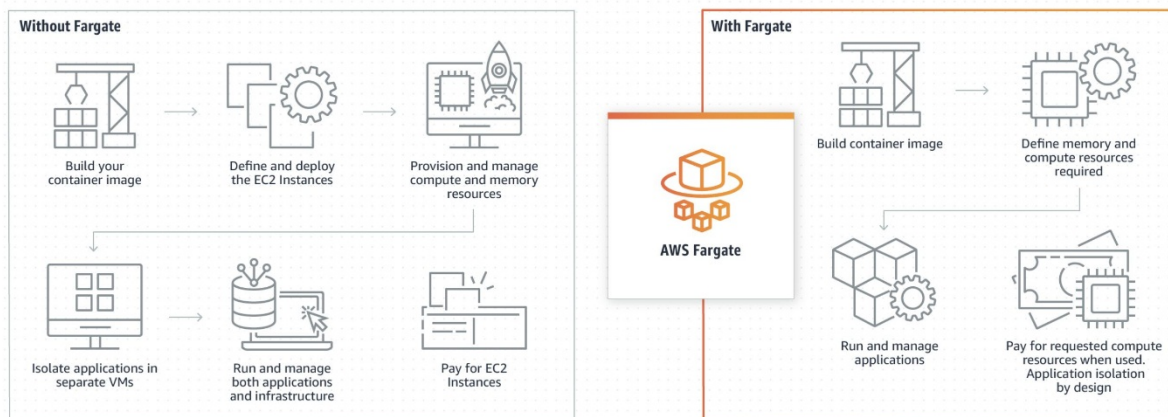 Without Fargate
Build your
container image
Define and deploy
the EC2 Instances
Provision and manage
compute and memory
resources
Isolate applications in
separate VMs
Run and manage
both applications
and infrastructure
Pay for EC2
Instances
AWS Fargate
With Fargate
Build container image
Define memory and
compute resources
required
Run and manage
applications
Pay for requested compute
resources when used.
Application isolation
by design